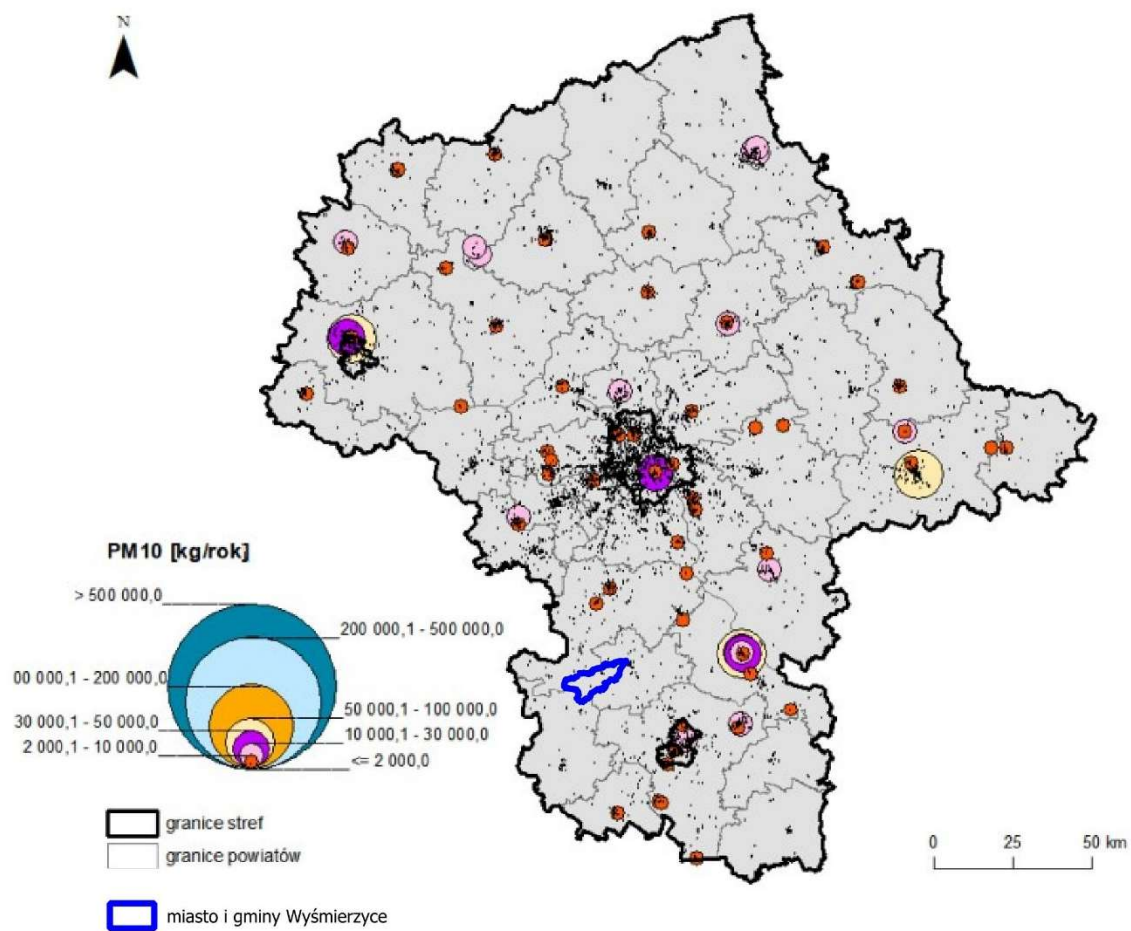 N
PM10 [kg/rok]
> 500 000,0
200 000,1 - 500 000,0
00 000,1 - 200 000,0
50 000,1 - 100 000,0
30 000,1 - 50 000,0
10 000,1 - 30 000,0
2 000,1 - 10 000,0
<= 2 000,0
granice stref
granice powiatów
miasto i gminy Wyśmierzyce
0 25 50 km